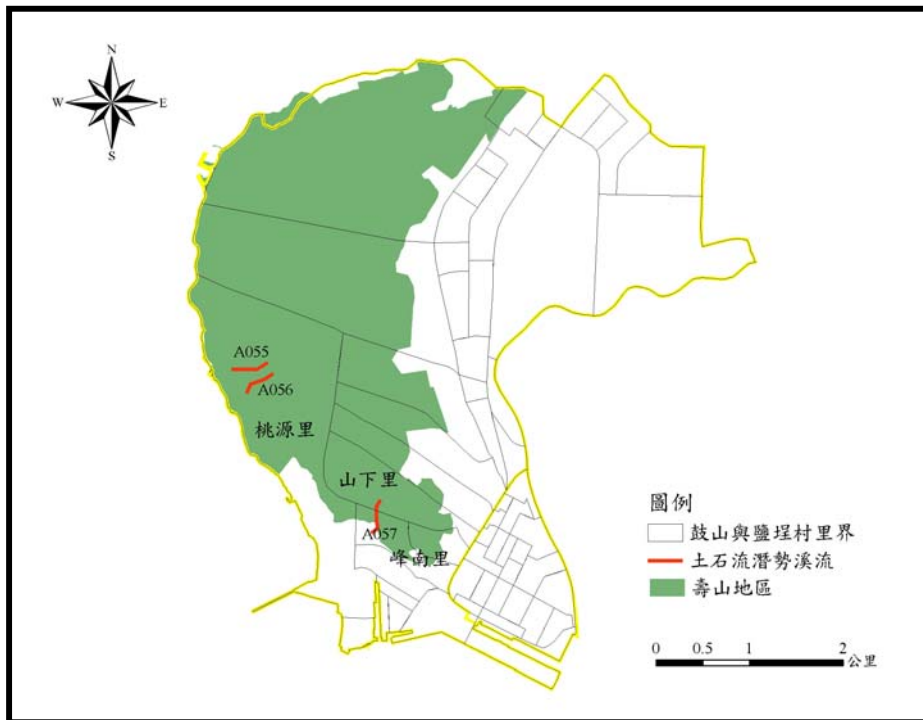 N
W E
S
A055
A056
桃源里
山下里
A057
峰南里
圖例
鼓山與鹽埕村里界
土石流潛勢溪流
壽山地區
0 0.5 1 2
公里